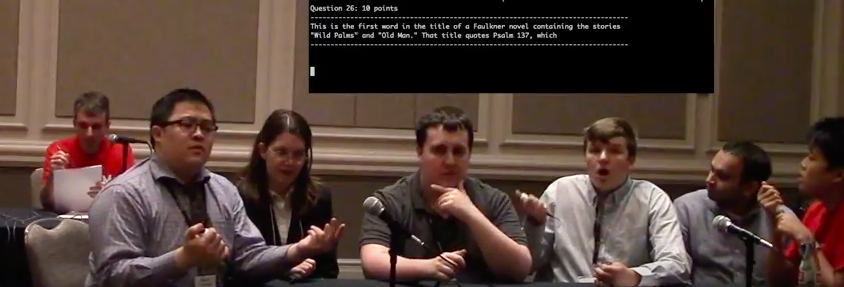 Question 26: 10 points
This is the first word in the title of a Faulkner novel containing the stories
"Wild Palms" and "Old Man." That title quotes Psalm 137, which